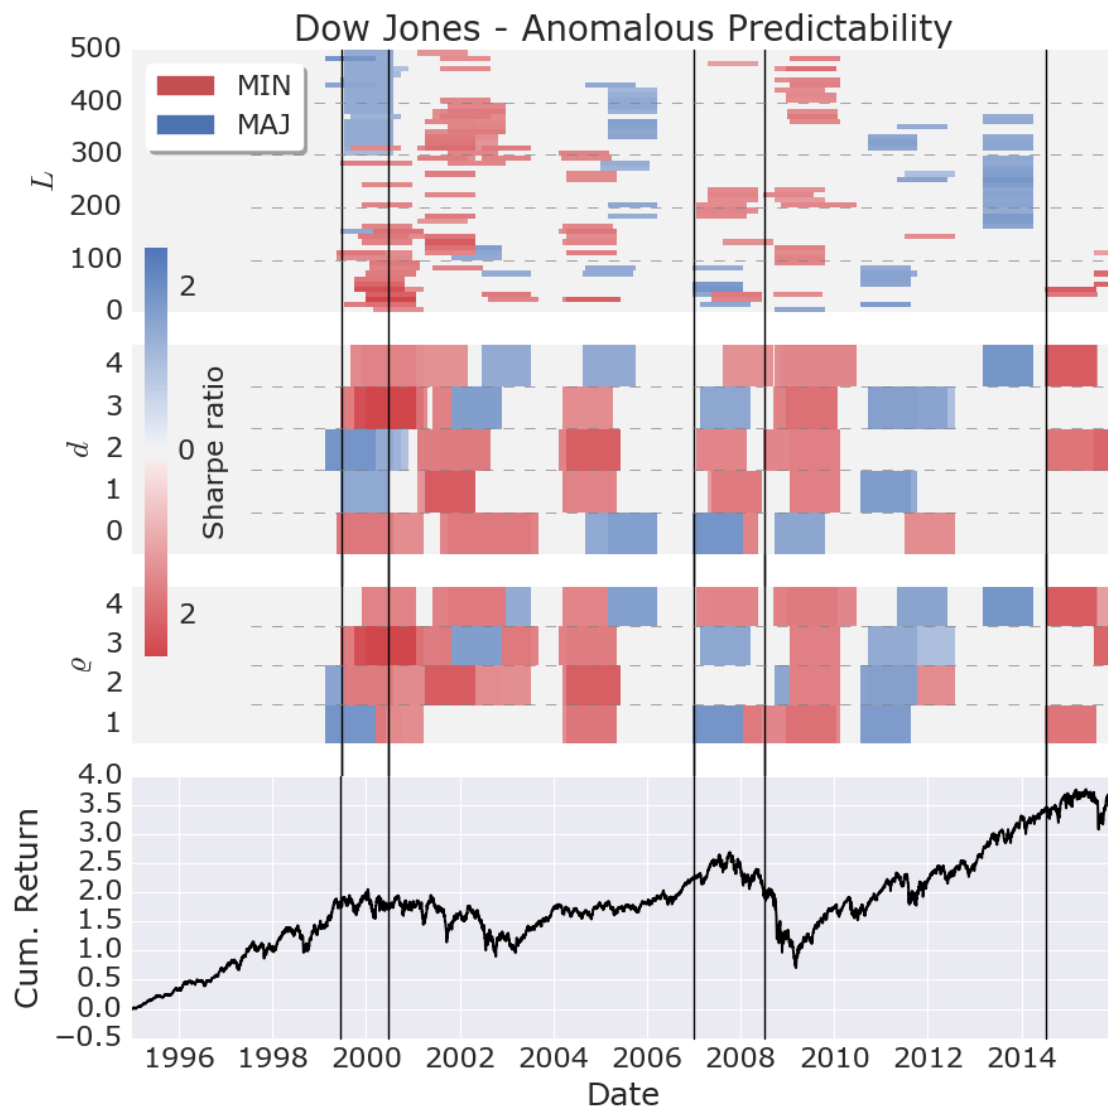 Dow Jones - Anomalous Predictability
500
400
300
200
100
0
L
MIN
MAJ
2
0
2
Sharpe ratio
4
3
2
1
0
d
4
3
2
1
ϱ
4.0
3.5
3.0
2.5
2.0
1.5
1.0
0.5
0.0
−0.5
Cum. Return
1996 1998 2000 2002 2004 2006 2008 2010 2012 2014
Date